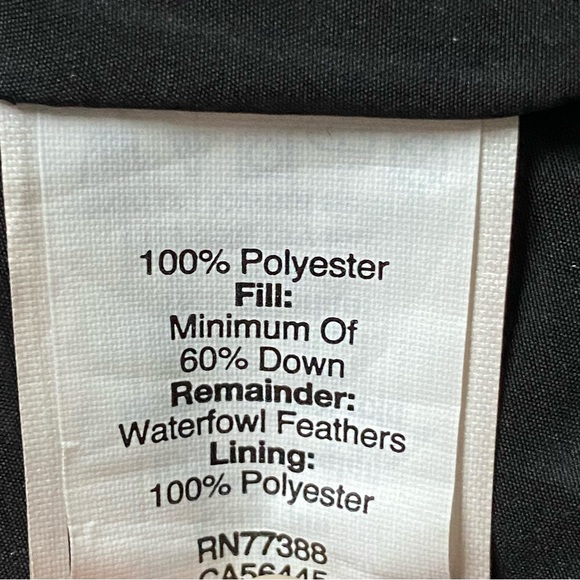 100% Polyester
Fill:
Minimum Of
60% Down
Remainder:
Waterfowl Feathers
Lining:
100% Polyester
RN77388